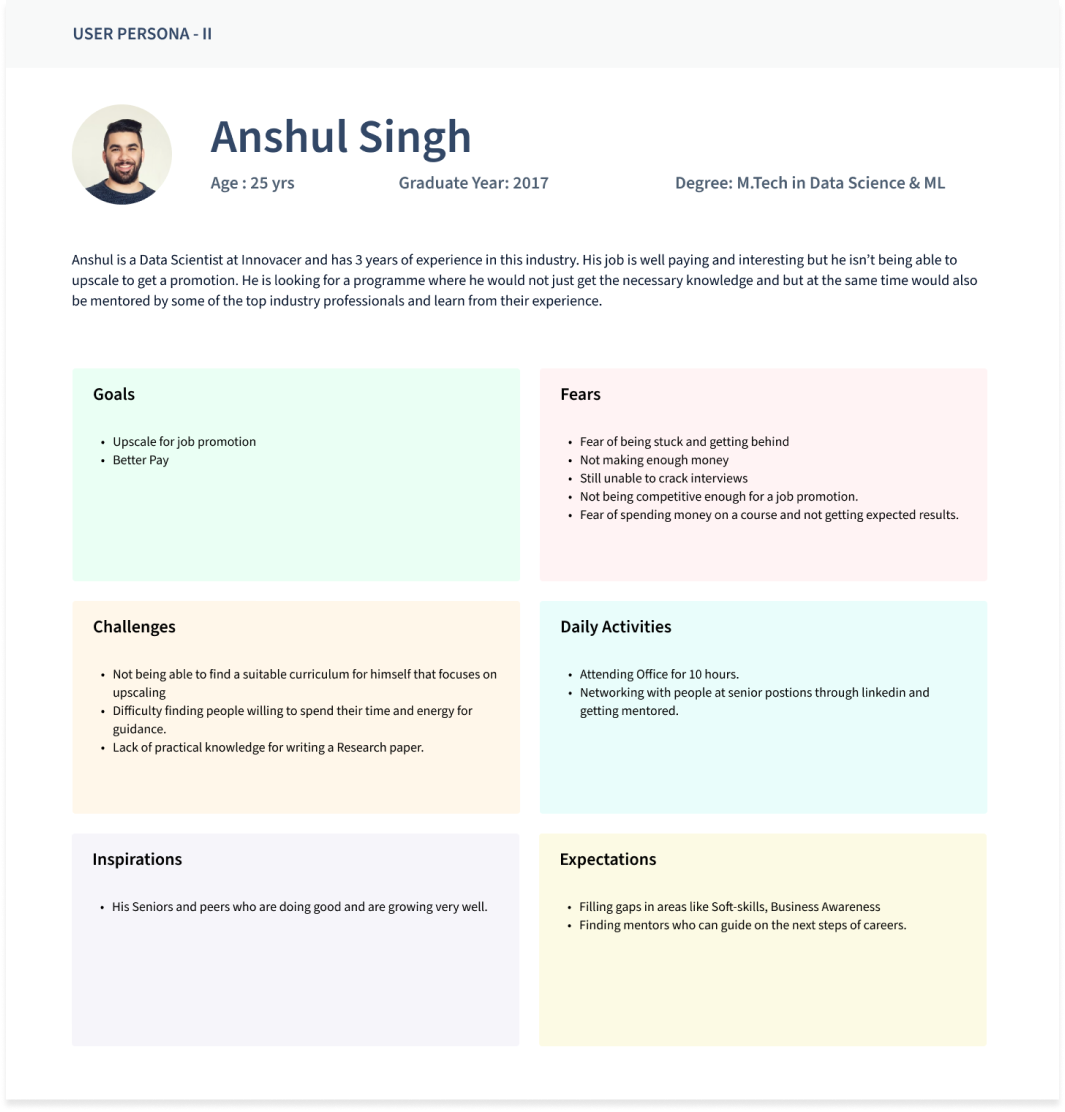 USER PERSONA - II
Anshul Singh
Age : 25 yrs Graduate Year: 2017 Degree: M.Tech in Data Science & ML
Anshul is a Data Scientist at Innovacer and has 3 years of experience in this industry. His job is well paying and interesting but he isn't being able to
upscale to get a promotion. He is looking for a programme where he would not just get the necessary knowledge and but at the same time would also
be mentored by some of the top industry professionals and learn from their experience.
Goals
• Upscale for job promotion
• Better Pay
Fears
• Fear of being stuck and getting behind
• Not making enough money
• Still unable to crack interviews
• Not being competitive enough for a job promotion.
• Fear of spending money on a course and not getting expected results.
Challenges
• Not being able to find a suitable curriculum for himself that focuses on
upscaling
• Difficulty finding people willing to spend their time and energy for
guidance.
• Lack of practical knowledge for writing a Research paper.
Daily Activities
• Attending Office for 10 hours.
• Networking with people at senior postions through linkedin and
getting mentored.
Inspirations
• His Seniors and peers who are doing good and are growing very well.
Expectations
• Filling gaps in areas like Soft-skills, Business Awareness
• Finding mentors who can guide on the next steps of careers.